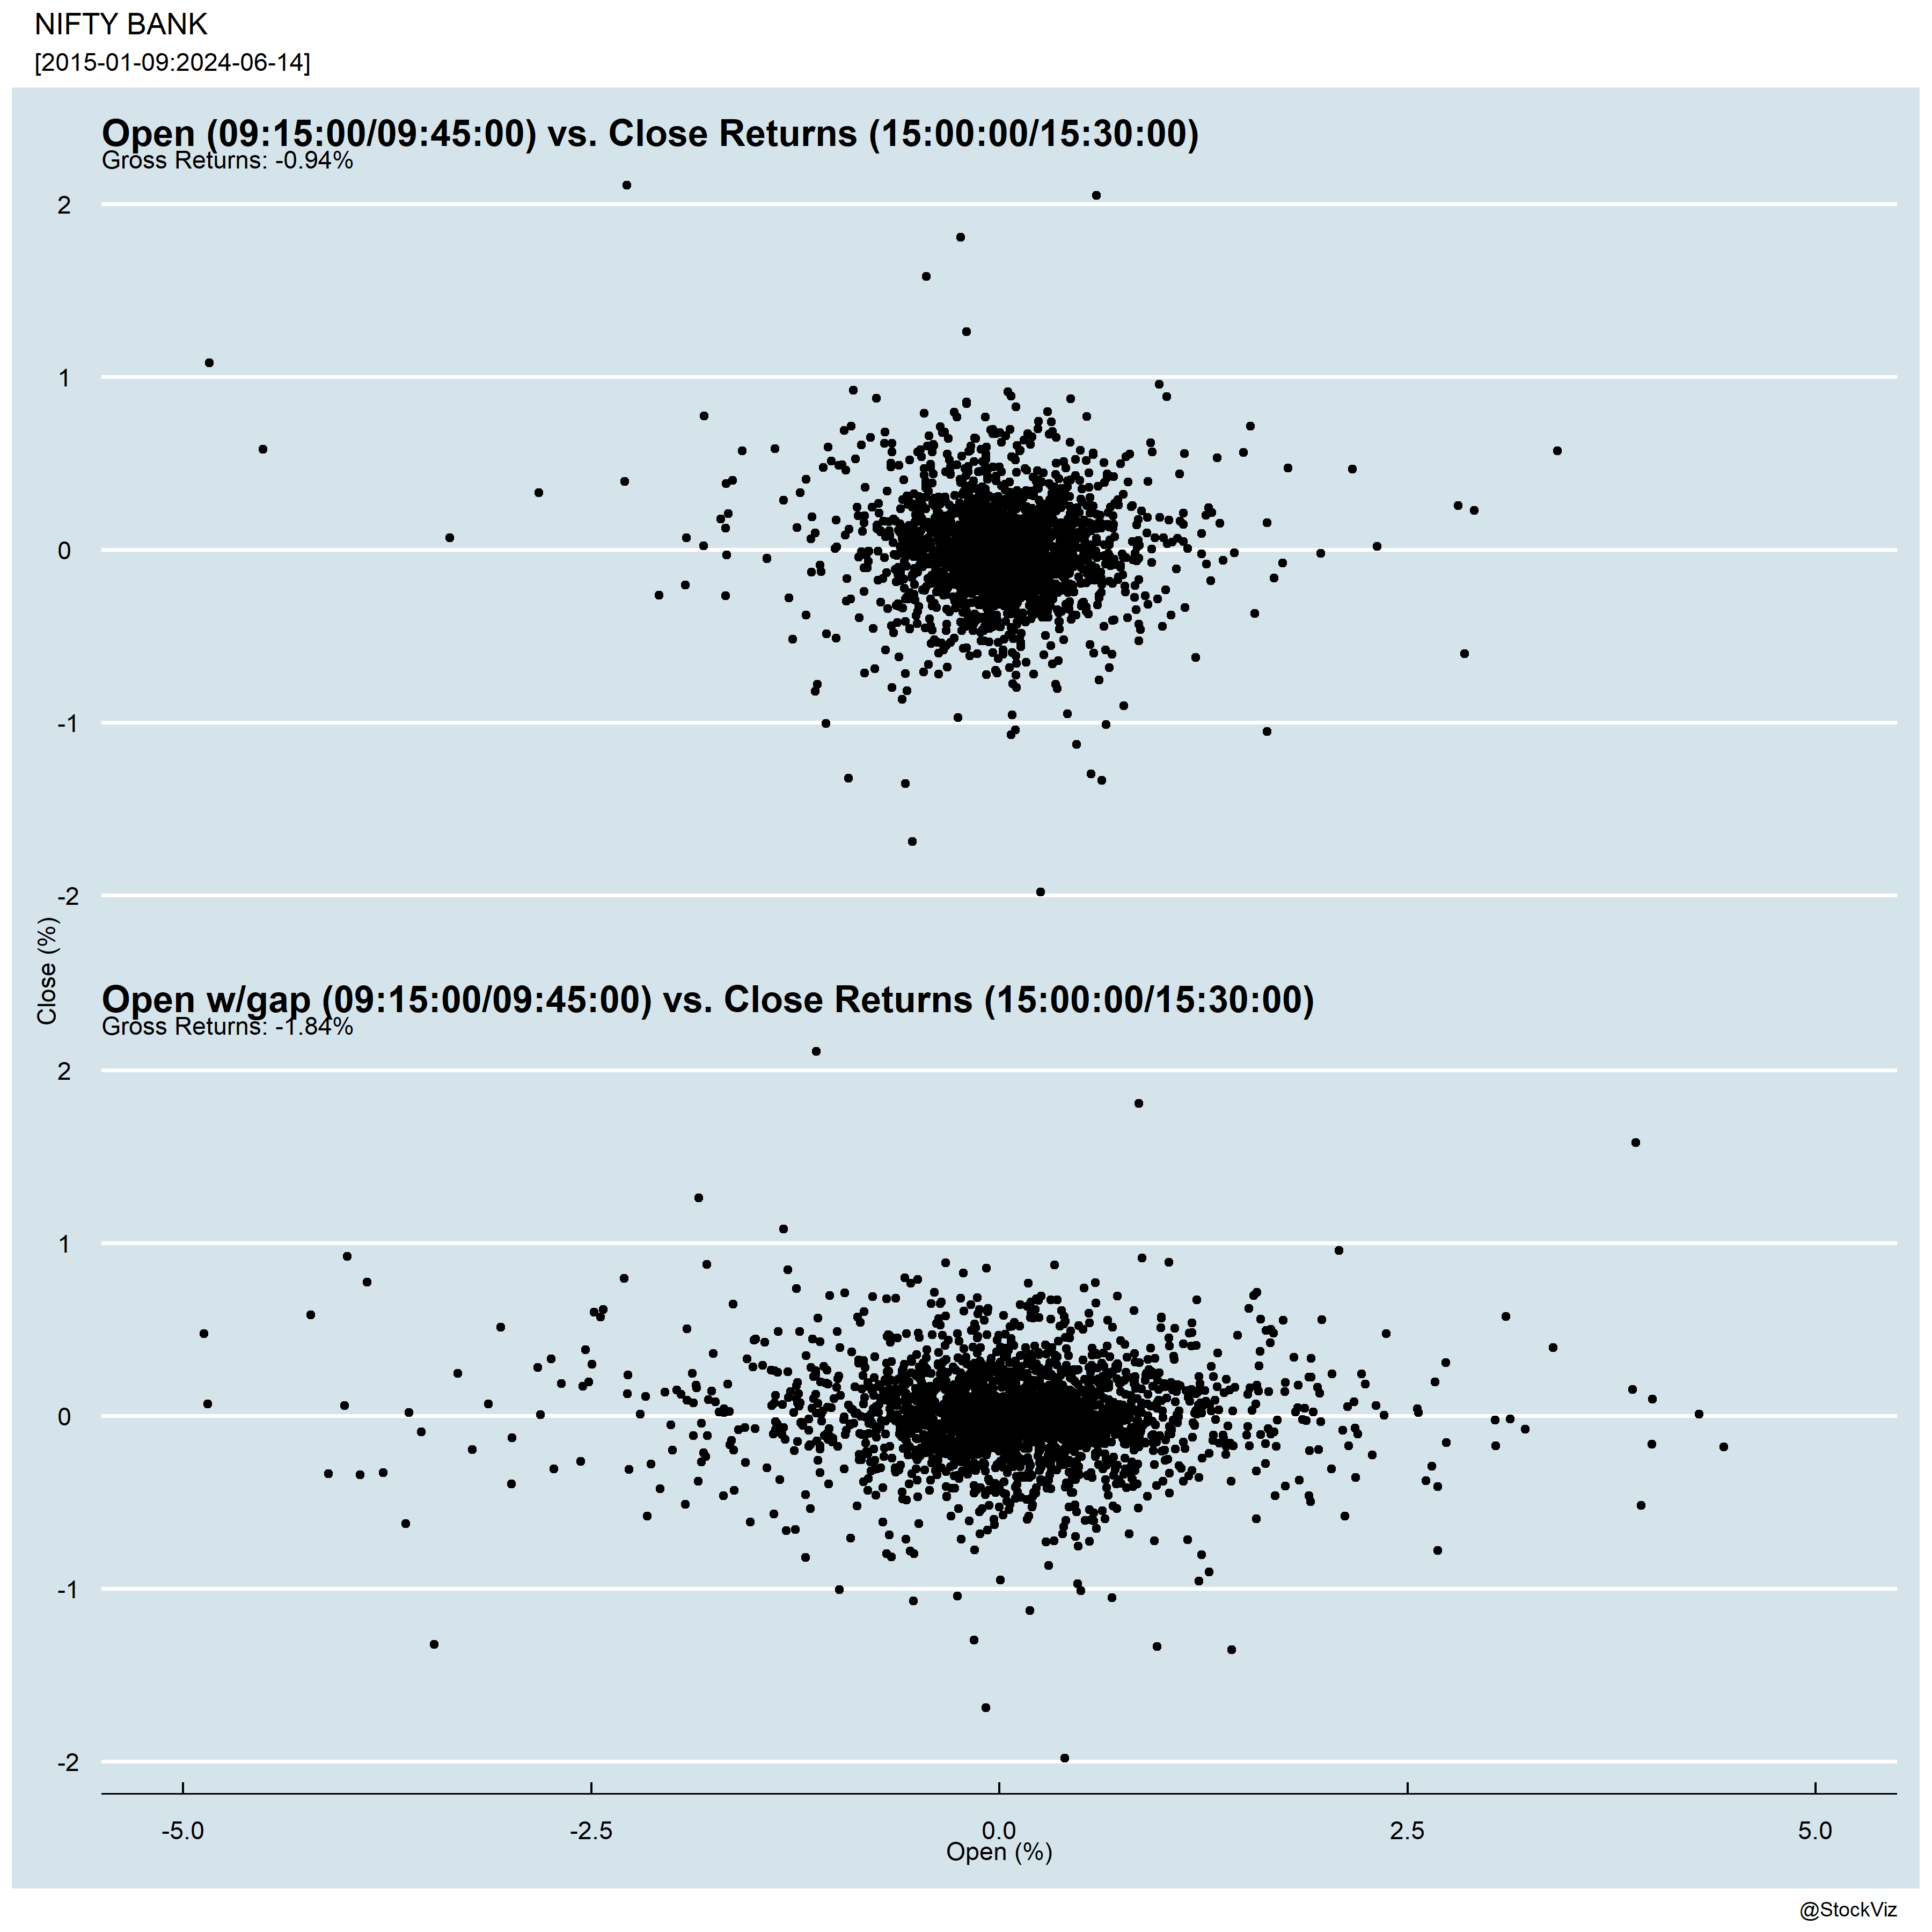 NIFTY BANK
[2015-01-09:2024-06-14]
Open (09:15:00/09:45:00) vs. Close Returns (15:00:00/15:30:00)
Gross Returns: -0.94%
2
1
0
-1
-2
Close (%)
Open w/gap (09:15:00/09:45:00) vs. Close Returns (15:00:00/15:30:00)
Gross Returns: -1.84%
2
1
0
-1
-2
-5.0 -2.5 0.0 2.5 5.0
Open (%)
@StockViz